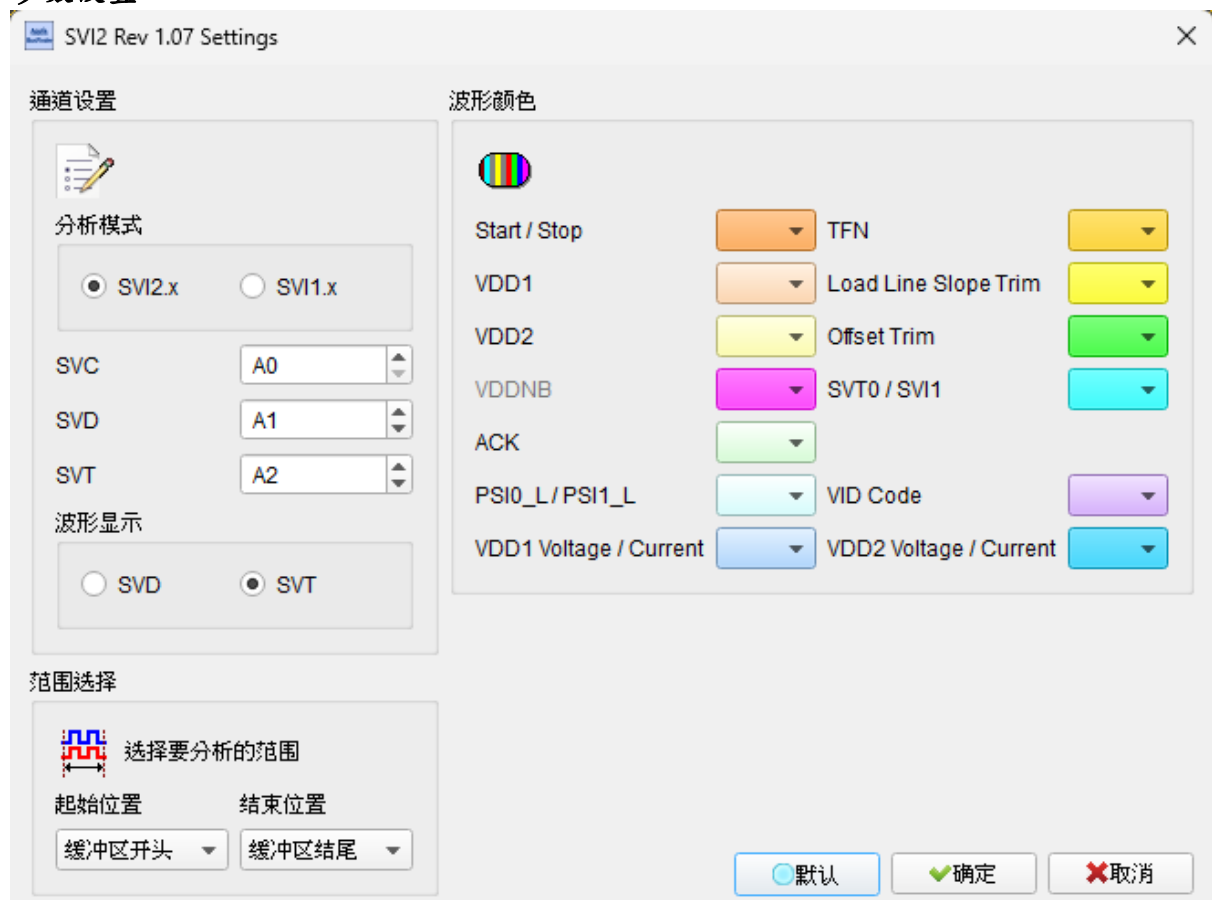 SVI2 Rev 1.07 Settings
通道设置
分析模式
SVI2.x SVI1.x
SVC A0
SVD A1
SVT A2
波形显示
SVD SVT
范围选择
选择要分析的范围
起始位置 结束位置
缓冲区开头 缓冲区结尾
波形颜色
Start / Stop TFN
VDD1 Load Line Slope Trim
VDD2 Offset Trim
VDDNB SVT0 / SVI1
ACK
PSI0_L / PSI1_L VID Code
VDD1 Voltage / Current VDD2 Voltage / Current
默认 确定 取消